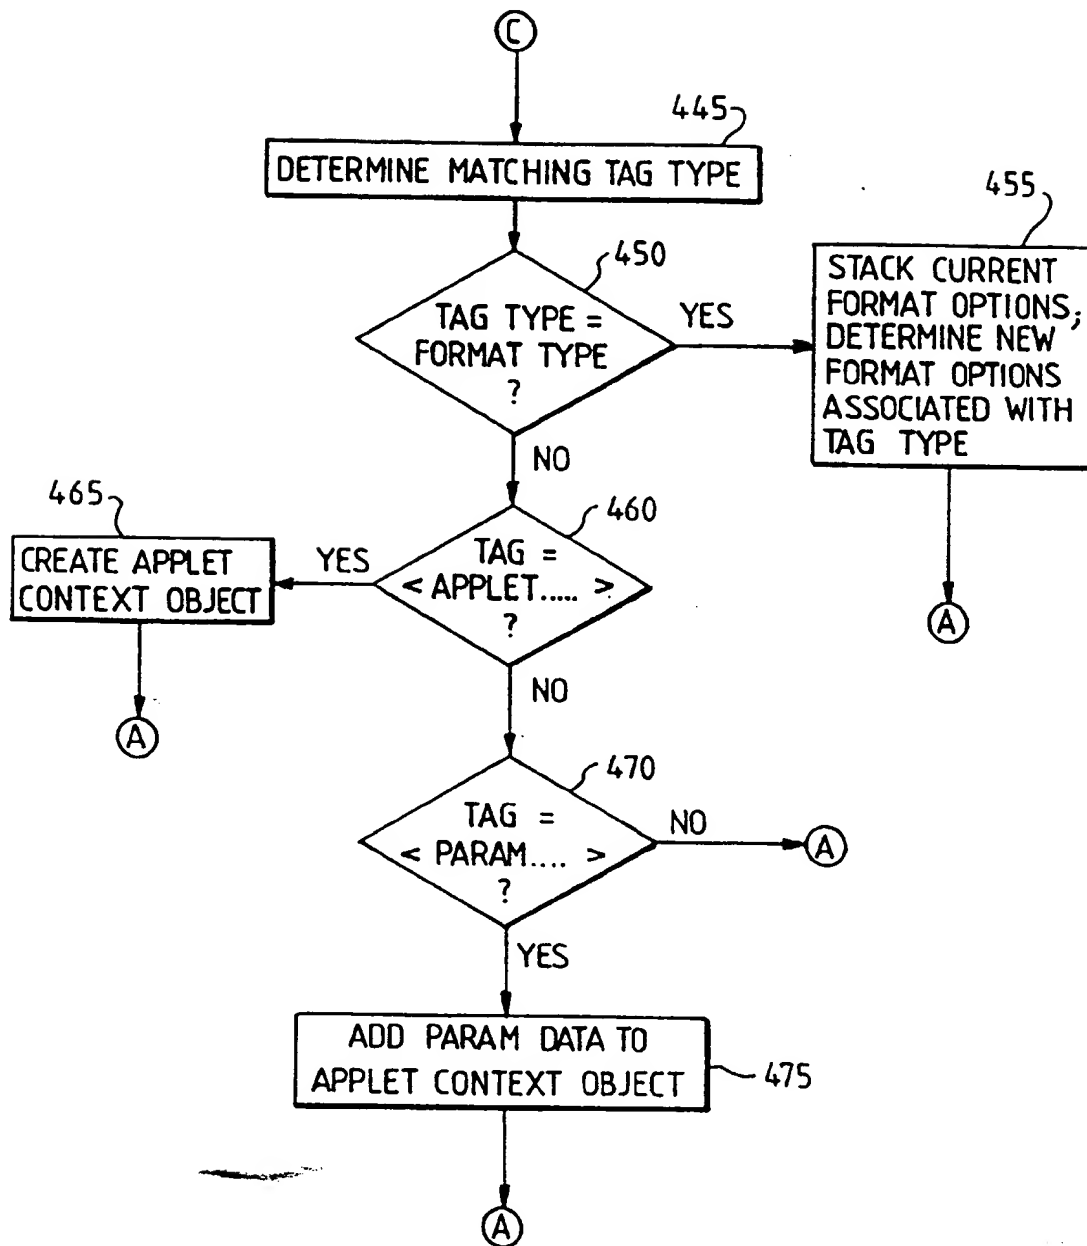 C
445
DETERMINE MATCHING TAG TYPE
455
450
TAG TYPE =
FORMAT TYPE
?
YES
STACK CURRENT
FORMAT OPTIONS;
DETERMINE NEW
FORMAT OPTIONS
ASSOCIATED WITH
TAG TYPE
NO
465
460
CREATE APPLET
CONTEXT OBJECT
YES
TAG =
< APPLET..... >
?
A
NO
A
470
TAG =
< PARAM.... >
?
NO
A
YES
ADD PARAM DATA TO
APPLET CONTEXT OBJECT
475
A